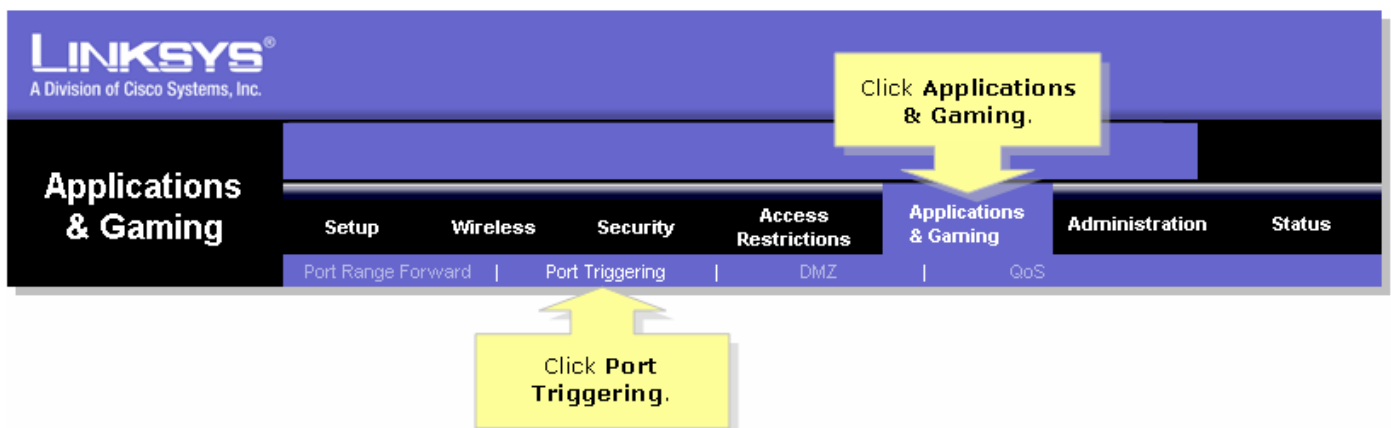 LINKSYS®
A Division of Cisco Systems, Inc.
Click Applications
& Gaming.
Applications
& Gaming
Setup
Wireless
Security
Access
Restrictions
Applications
& Gaming
Administration
Status
Port Range Forward | Port Triggering | DMZ | QoS
Click Port
Triggering.